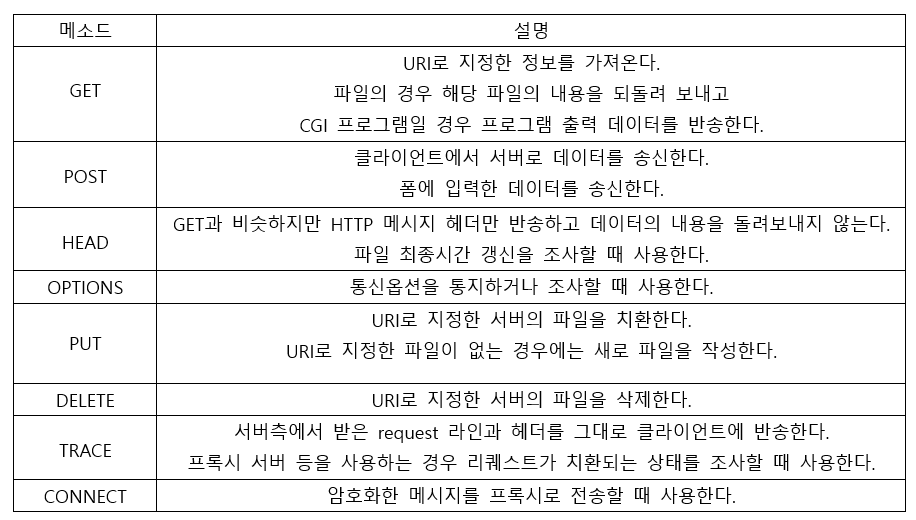 메소드 설명
GET
URI로 지정한 정보를 가져온다.
파일의 경우 해당 파일의 내용을 되돌려 보내고
CGI 프로그램일 경우 프로그램 출력 데이터를 반송한다.
POST
클라이언트에서 서버로 데이터를 송신한다.
폼에 입력한 데이터를 송신한다.
HEAD
GET과 비슷하지만 HTTP 메시지 헤더만 반송하고 데이터의 내용을 돌려보내지 않는다.
파일 최종시간 갱신을 조사할 때 사용한다.
OPTIONS 통신옵션을 통지하거나 조사할 때 사용한다.
PUT
URI로 지정한 서버의 파일을 치환한다.
URI로 지정한 파일이 없는 경우에는 새로 파일을 작성한다.
DELETE URI로 지정한 서버의 파일을 삭제한다.
TRACE
서버측에서 받은 request 라인과 헤더를 그대로 클라이언트에 반송한다.
프록시 서버 등을 사용하는 경우 리퀘스트가 치환되는 상태를 조사할 때 사용한다.
CONNECT 암호화한 메시지를 프록시로 전송할 때 사용한다.